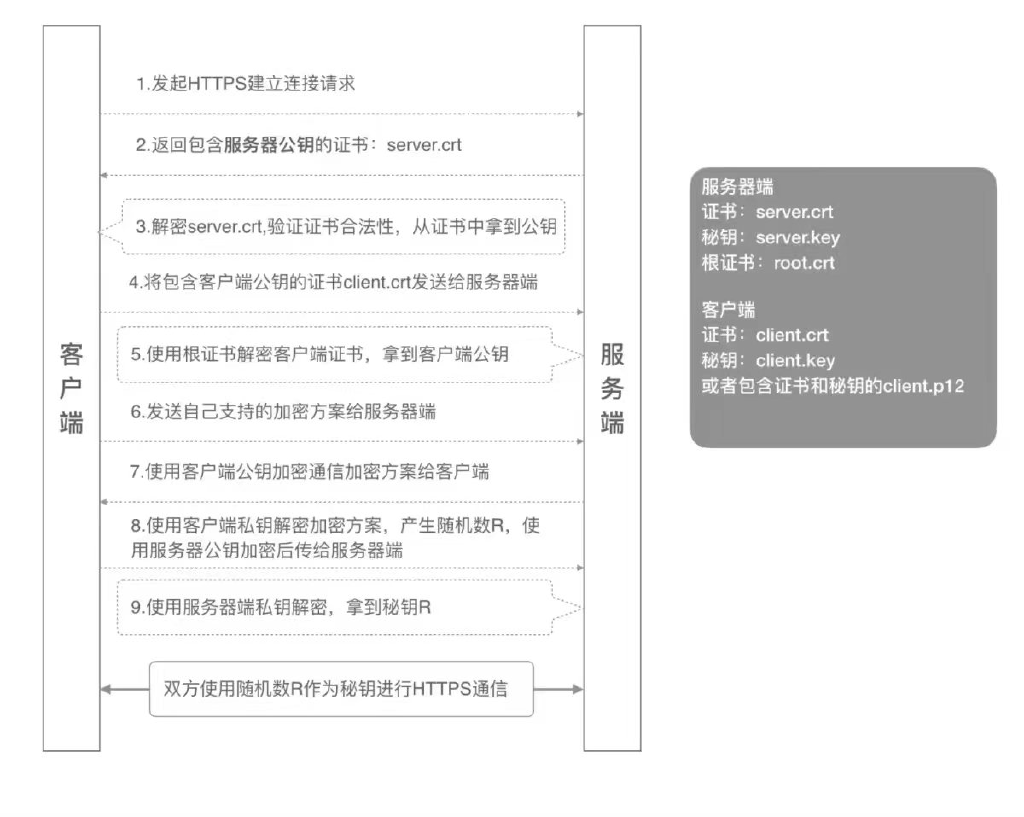 1.发起HTTPS建立连接请求
2.返回包含服务器公钥的证书：server.crt
3.解密server.crt,验证证书合法性，从证书中拿到公钥
4.将包含客户端公钥的证书client.crt发送给服务器端
5.使用根证书解密客户端证书，拿到客户端公钥
6.发送自己支持的加密方案给服务器端
7.使用客户端公钥加密通信加密方案给客户端
8.使用客户端私钥解密加密方案，产生随机数R，使
用服务器公钥加密后传给服务器端
9.使用服务器端私钥解密，拿到秘钥R
双方使用随机数R作为秘钥进行HTTPS通信
客户端
服务端
服务器端
证书：server.crt
秘钥：server.key
根证书：root.crt
客户端
证书：client.crt
秘钥：client.key
或者包含证书和秘钥的client.p12